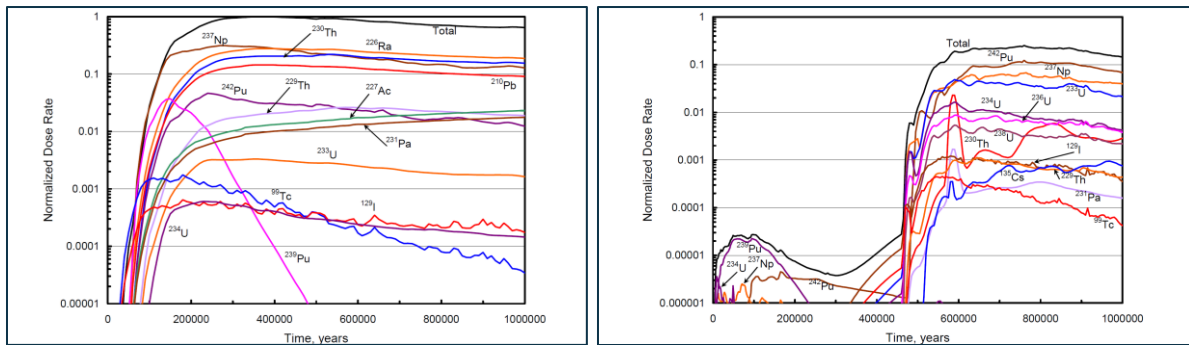 1
0.1
0.01
0.001
0.0001
0.00001
Normalized Dose Rate
0 200000 400000 600000 800000 1000000
Time, years
Total
²³⁷Np
²³⁰Th
²²⁶Ra
²¹⁰Pb
²⁴²Pu
²²⁹Th
²²⁷Ac
²³¹Pa
²³³U
⁹⁹Tc
¹²⁹I
²³⁴U
²³⁹Pu
1
0.1
0.01
0.001
0.0001
0.00001
0.000001
Normalized Dose Rate
0 200000 400000 600000 800000 1000000
Time, years
Total
²⁴²Pu
²³⁷Np
²³³U
²³⁴U
²³⁶U
²³⁰Th
²³⁸U
¹²⁹I
¹³⁵Cs
²²⁹Th
²³¹Pa
⁹⁹Tc
²³⁹Pu
²³⁴U
²³⁷Np
²⁴²Pu